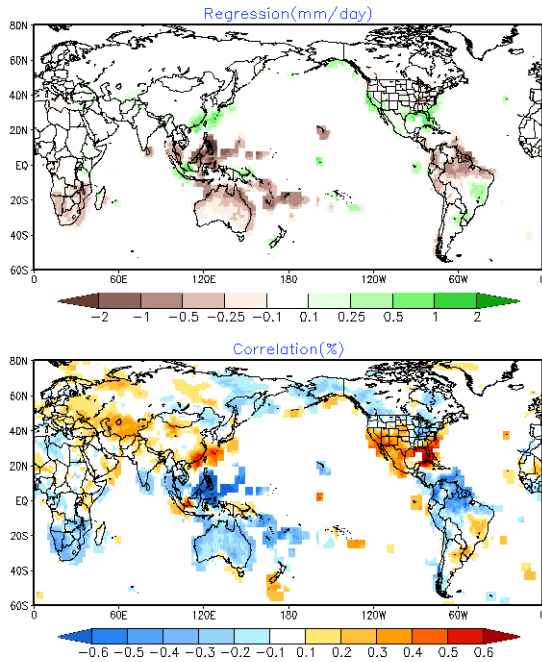 Regression(mm/day)
80N
60N
40N
20N
EQ
20S
40S
60S
0 60E 120E 180 120W 60W 0
-2 -1 -0.5 -0.25 -0.1 0.1 0.25 0.5 1 2
Correlation(%)
80N
60N
40N
20N
EQ
20S
40S
60S
0 60E 120E 180 120W 60W 0
-0.6 -0.5 -0.4 -0.3 -0.2 -0.1 0.1 0.2 0.3 0.4 0.5 0.6